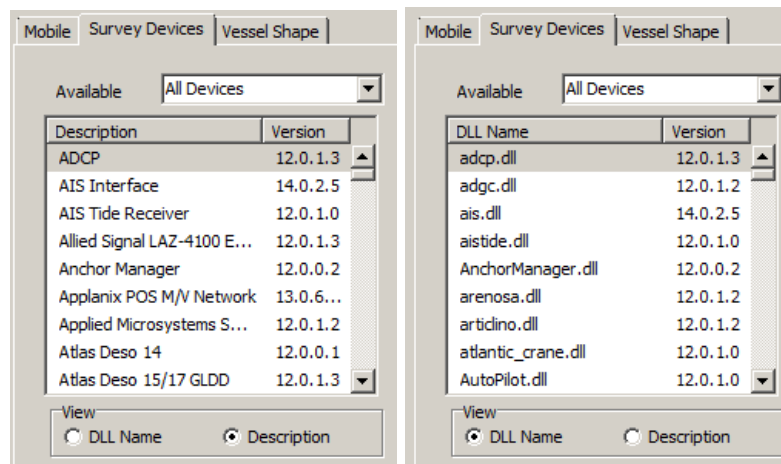 Mobile Survey Devices Vessel Shape
Available All Devices
Description Version
ADCP 12.0.1.3
AIS Interface 14.0.2.5
AIS Tide Receiver 12.0.1.0
Allied Signal LAZ-4100 E... 12.0.1.3
Anchor Manager 12.0.0.2
Applanix POS M/V Network 13.0.6...
Applied Microsystems S... 12.0.1.2
Atlas Deso 14 12.0.0.1
Atlas Deso 15/17 GLDD 12.0.1.3
View
DLL Name Description
Mobile Survey Devices Vessel Shape
Available All Devices
DLL Name Version
adcp.dll 12.0.1.3
adgc.dll 12.0.1.2
ais.dll 14.0.2.5
aistide.dll 12.0.1.0
AnchorManager.dll 12.0.0.2
arenosa.dll 12.0.1.2
articlino.dll 12.0.1.2
atlantic_crane.dll 12.0.1.0
AutoPilot.dll 12.0.1.0
View
DLL Name Description